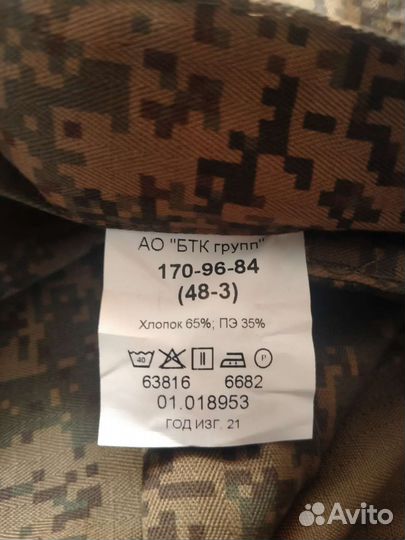 АО "БТК групп"
170-96-84
(48-3)
Хлопок 65%; ПЭ 35%
40 P
63816 6682
01.018953
ГОД ИЗГ. 21
Avito